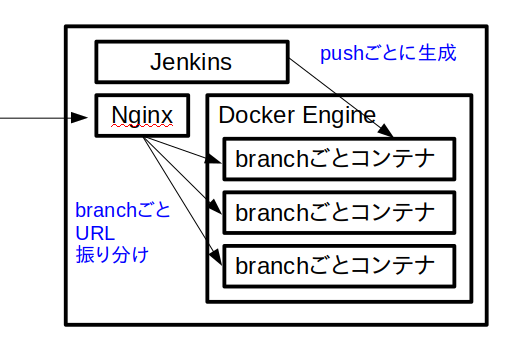 Jenkins
pushごとに生成
Nginx
Docker Engine
branchごとコンテナ
branchごとコンテナ
branchごとコンテナ
branchごと
URL
振り分け